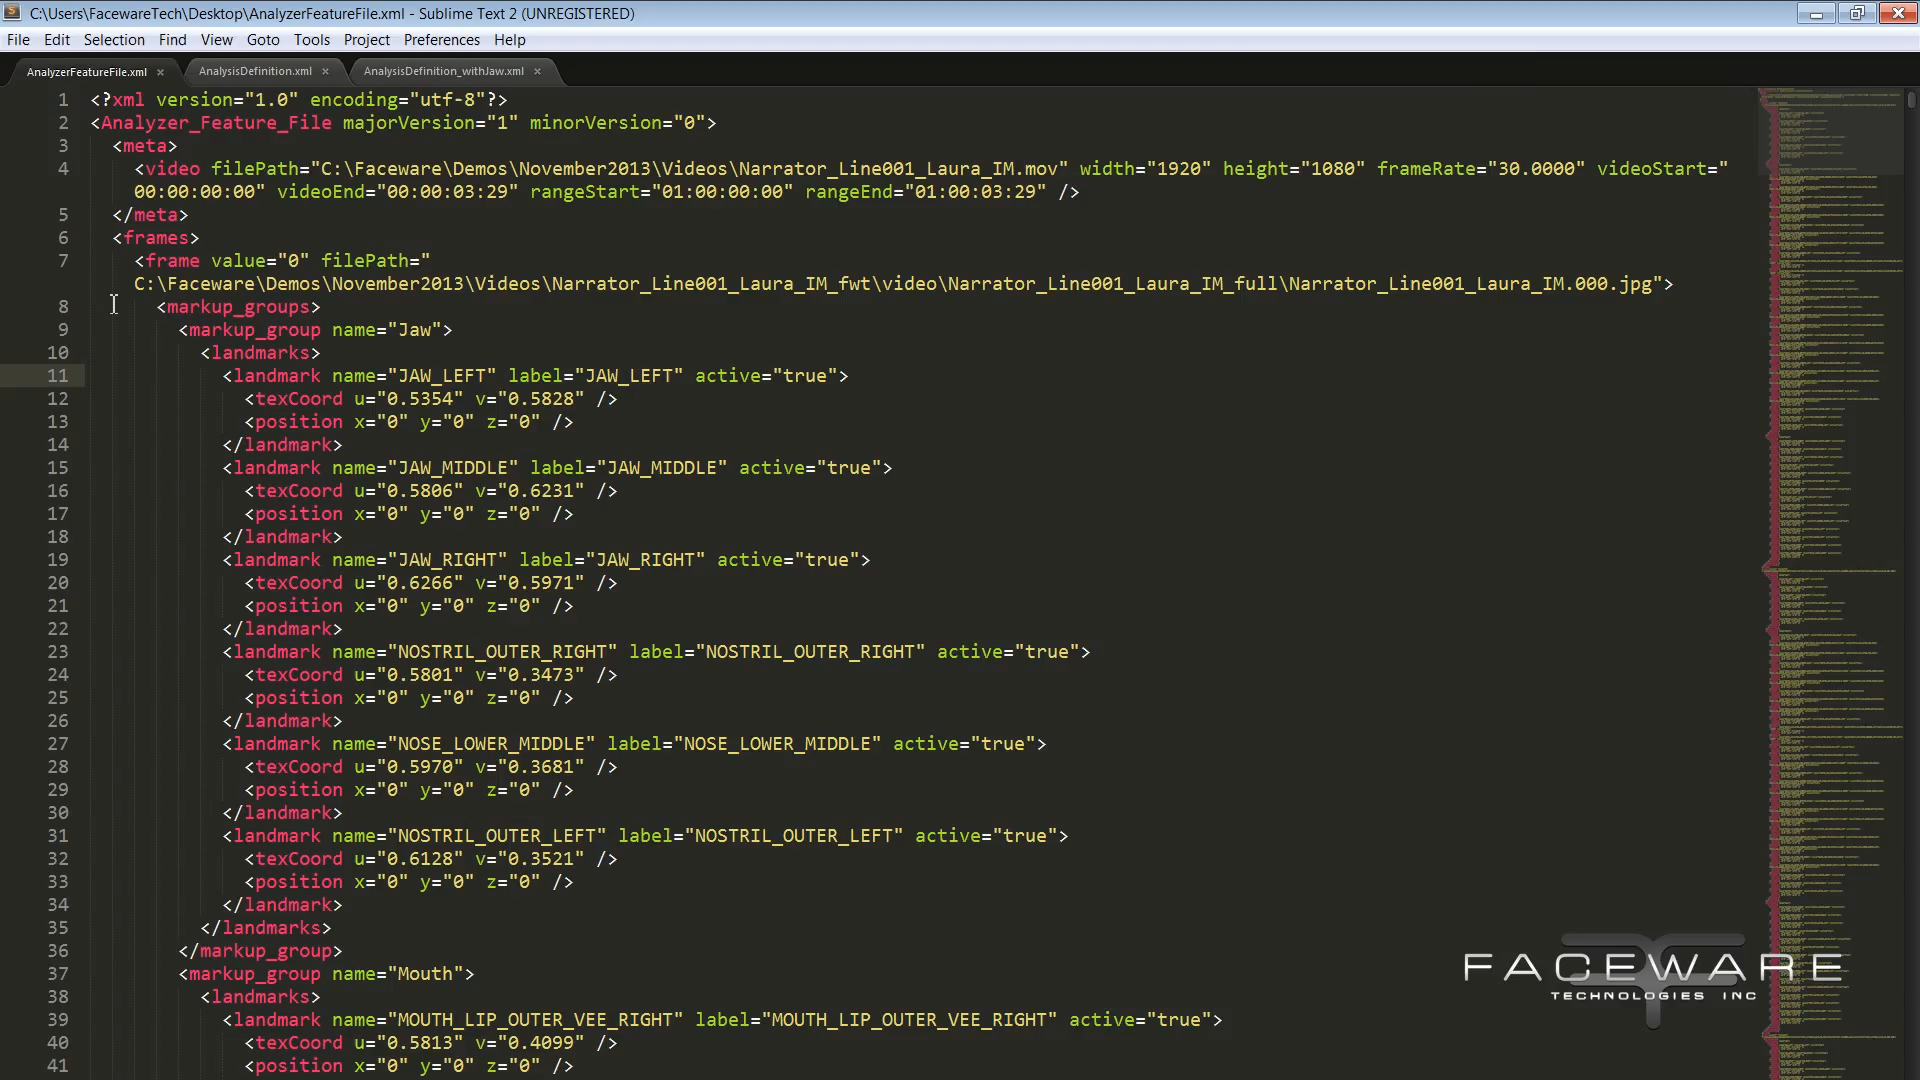 C:\Users\FacewareTech\Desktop\AnalyzerFeatureFile.xml - Sublime Text 2 (UNREGISTERED)
File Edit Selection Find View Goto Tools Project Preferences Help
AnalyzerFeatureFile.xml × AnalysisDefinition.xml × AnalysisDefinition_withJaw.xml ×
1 <?xml version="1.0" encoding="utf-8"?>
2 <Analyzer_Feature_File majorVersion="1" minorVersion="0">
3 <meta>
4 <video filePath="C:\Faceware\Demos\November2013\Videos\Narrator_Line001_Laura_IM.mov" width="1920" height="1080" frameRate="30.0000" videoStart="
00:00:00:00" videoEnd="00:00:03:29" rangeStart="01:00:00:00" rangeEnd="01:00:03:29" />
5 </meta>
6 <frames>
7 <frame value="0" filePath="
C:\Faceware\Demos\November2013\Videos\Narrator_Line001_Laura_IM_fwt\video\Narrator_Line001_Laura_IM_full\Narrator_Line001_Laura_IM.000.jpg">
8 <markup_groups>
9 <markup_group name="Jaw">
10 <landmarks>
11 <landmark name="JAW_LEFT" label="JAW_LEFT" active="true">
12 <texCoord u="0.5354" v="0.5828" />
13 <position x="0" y="0" z="0" />
14 </landmark>
15 <landmark name="JAW_MIDDLE" label="JAW_MIDDLE" active="true">
16 <texCoord u="0.5806" v="0.6231" />
17 <position x="0" y="0" z="0" />
18 </landmark>
19 <landmark name="JAW_RIGHT" label="JAW_RIGHT" active="true">
20 <texCoord u="0.6266" v="0.5971" />
21 <position x="0" y="0" z="0" />
22 </landmark>
23 <landmark name="NOSTRIL_OUTER_RIGHT" label="NOSTRIL_OUTER_RIGHT" active="true">
24 <texCoord u="0.5801" v="0.3473" />
25 <position x="0" y="0" z="0" />
26 </landmark>
27 <landmark name="NOSE_LOWER_MIDDLE" label="NOSE_LOWER_MIDDLE" active="true">
28 <texCoord u="0.5970" v="0.3681" />
29 <position x="0" y="0" z="0" />
30 </landmark>
31 <landmark name="NOSTRIL_OUTER_LEFT" label="NOSTRIL_OUTER_LEFT" active="true">
32 <texCoord u="0.6128" v="0.3521" />
33 <position x="0" y="0" z="0" />
34 </landmark>
35 </landmarks>
36 </markup_group>
37 <markup_group name="Mouth">
38 <landmarks>
39 <landmark name="MOUTH_LIP_OUTER_VEE_RIGHT" label="MOUTH_LIP_OUTER_VEE_RIGHT" active="true">
40 <texCoord u="0.5813" v="0.4099" />
41 <position x="0" y="0" z="0" />
FACEWARE
TECHNOLOGIES INC